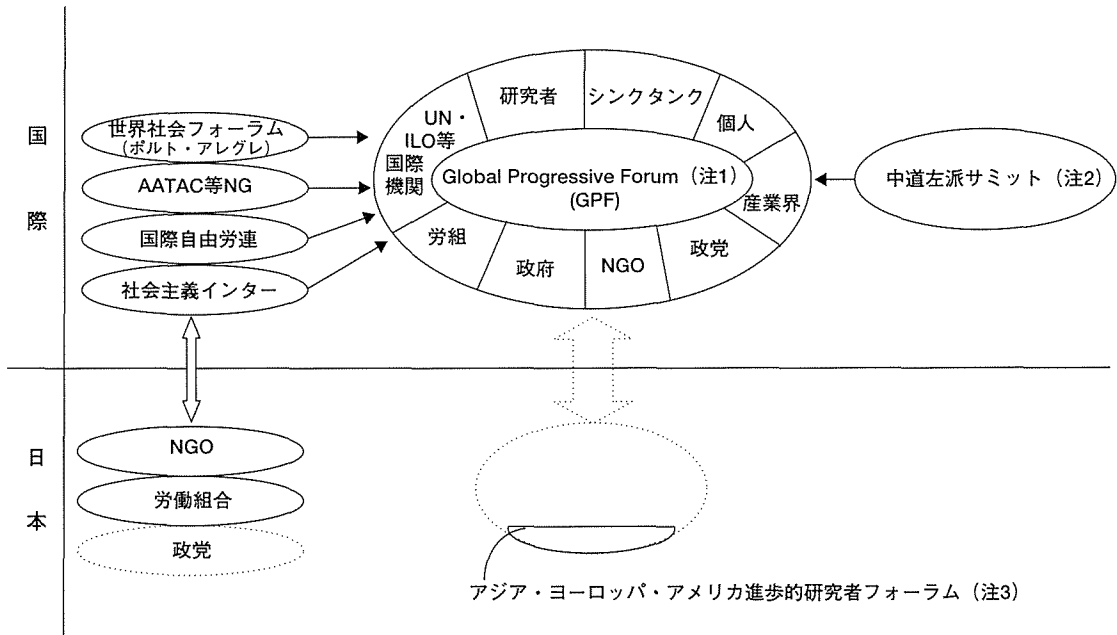 国際
世界社会フォーラム
(ポルト・アレグレ)
AATAC等NG
国際自由労連
社会主義インター
研究者
シンクタンク
個人
UN・
ILO等
国際
機関
Global Progressive Forum(注1)
(GPF)
産業界
労組
政府
NGO
政党
中道左派サミット(注2)
日本
NGO
労働組合
政党
アジア・ヨーロッパ・アメリカ進歩的研究者フォーラム(注3)